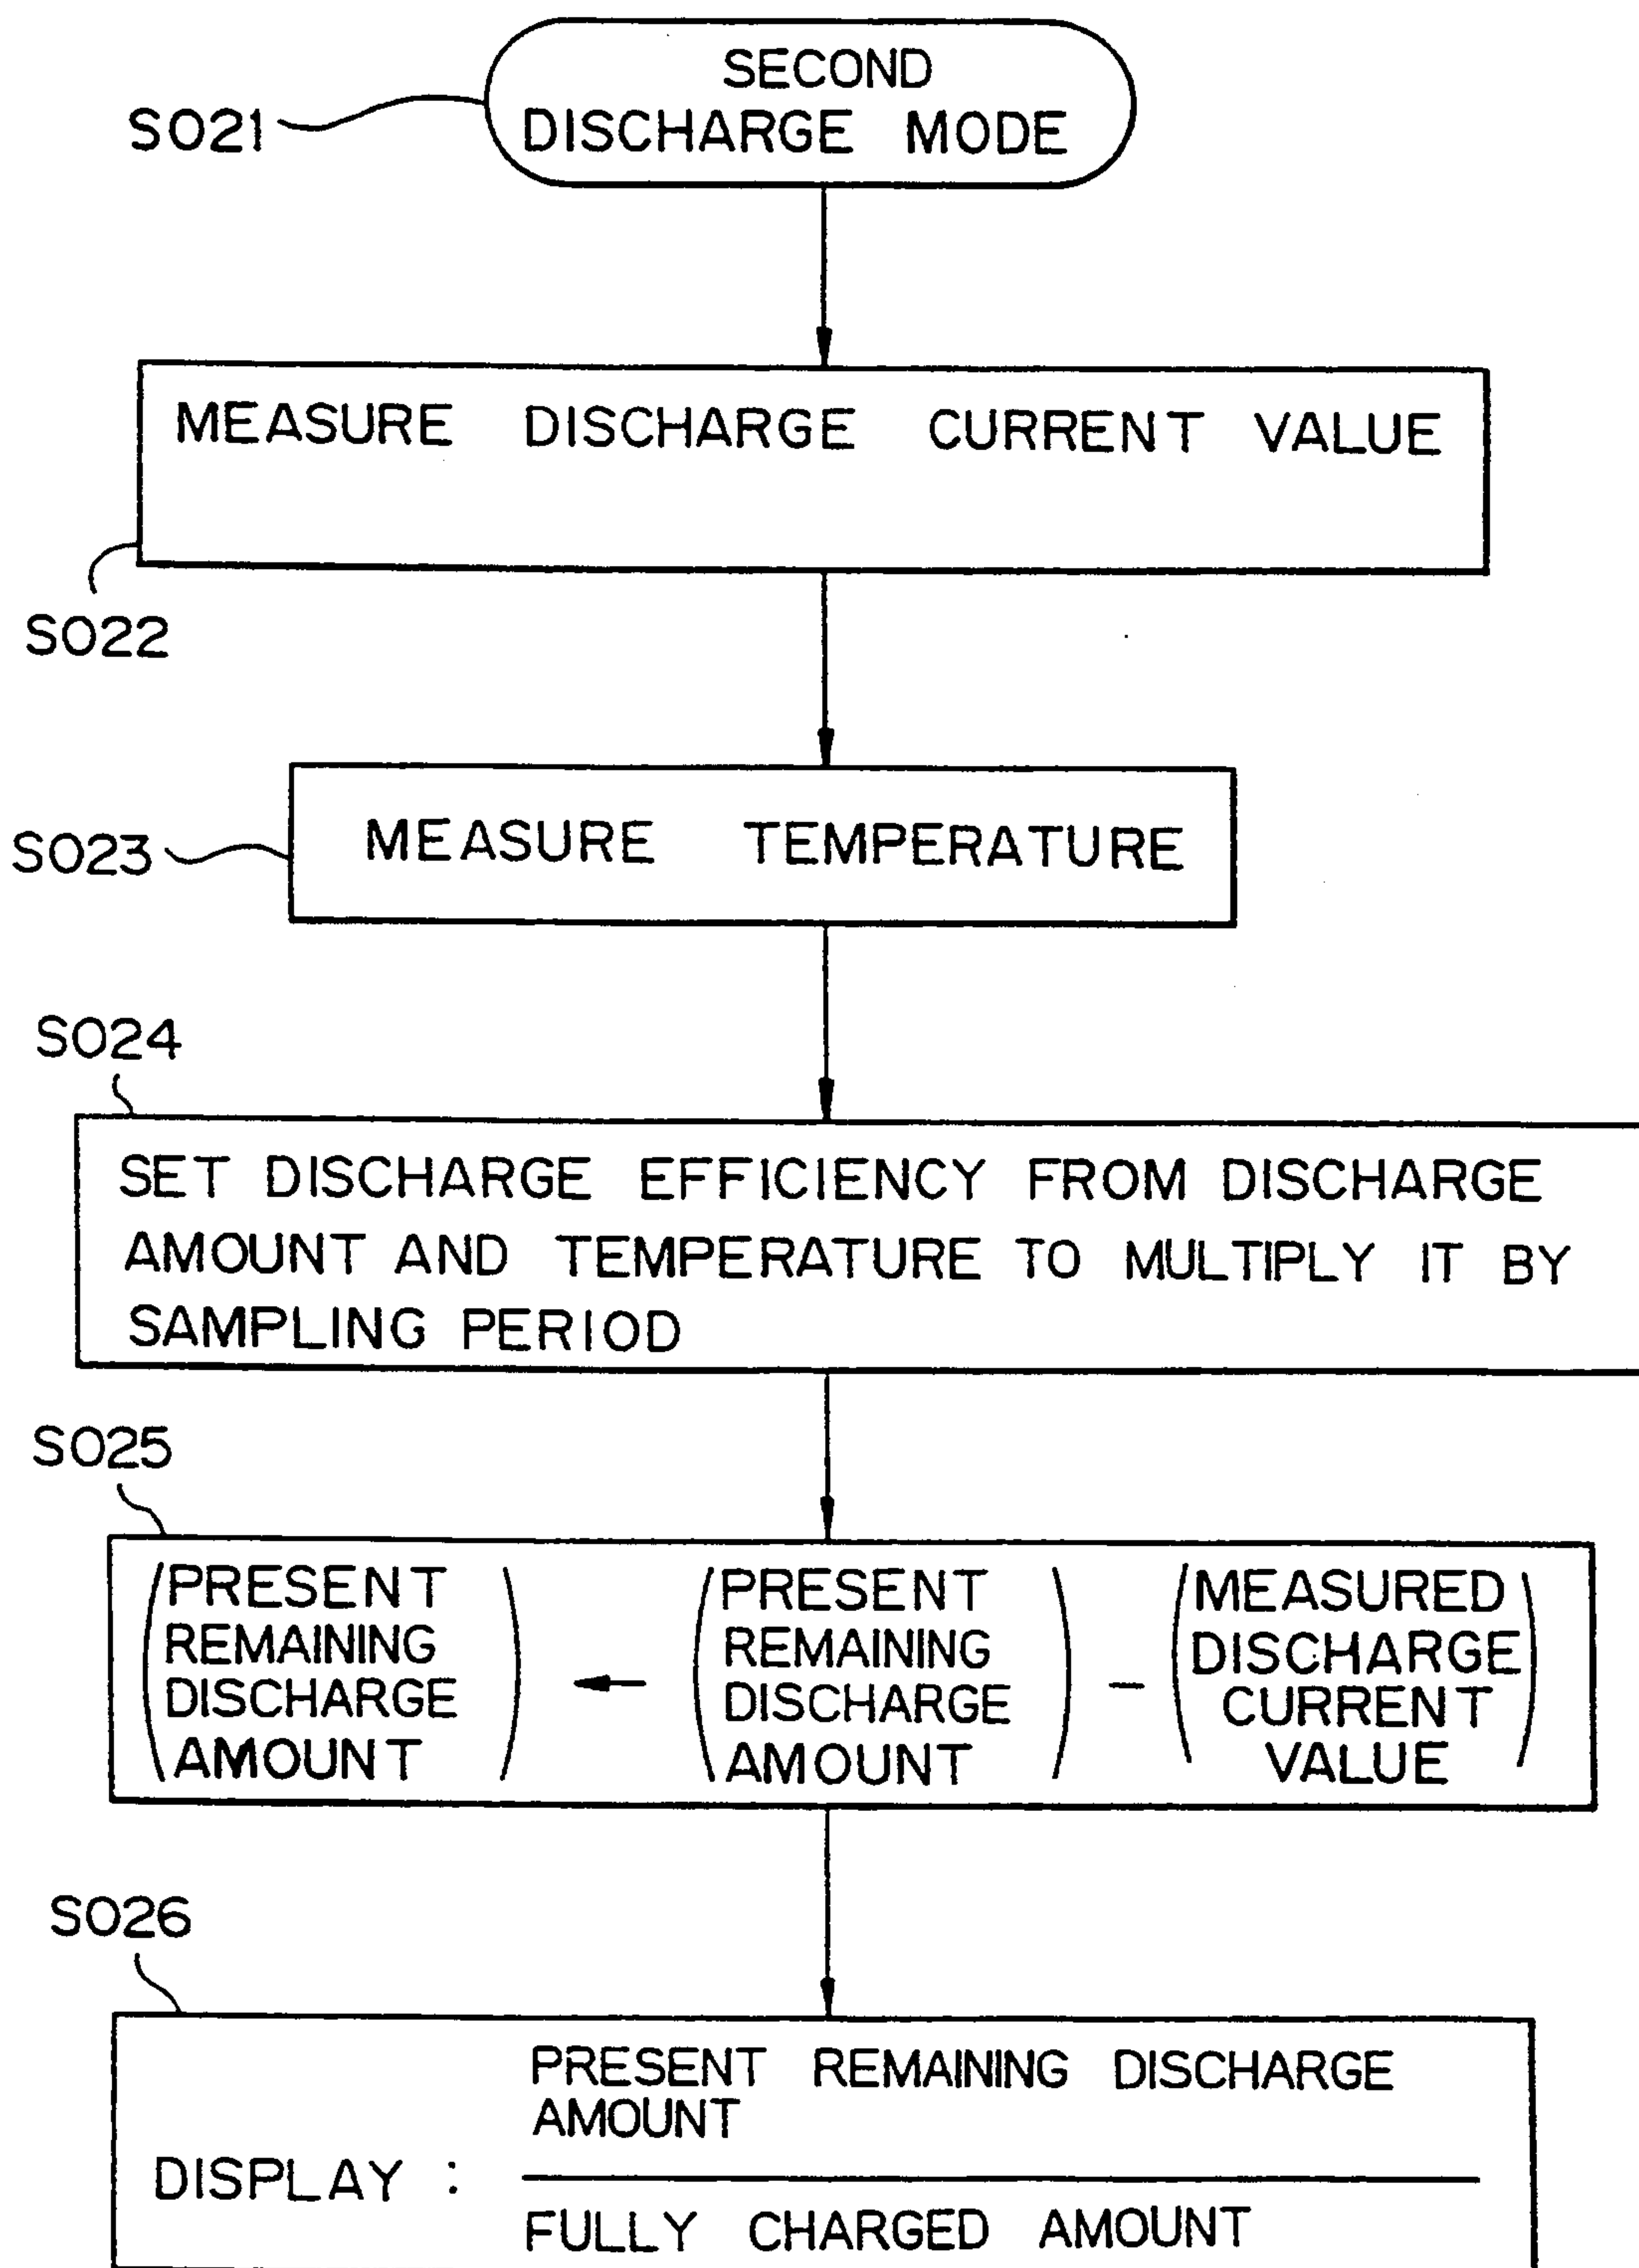 SECOND
DISCHARGE MODE
S021
MEASURE DISCHARGE CURRENT VALUE
S022
MEASURE TEMPERATURE
S023
S024
SET DISCHARGE EFFICIENCY FROM DISCHARGE
AMOUNT AND TEMPERATURE TO MULTIPLY IT BY
SAMPLING PERIOD
S025
(PRESENT
REMAINING
DISCHARGE
AMOUNT)
←
(PRESENT
REMAINING
DISCHARGE
AMOUNT)
−
(MEASURED
DISCHARGE
CURRENT
VALUE)
S026
DISPLAY :
PRESENT REMAINING DISCHARGE
AMOUNT
FULLY CHARGED AMOUNT